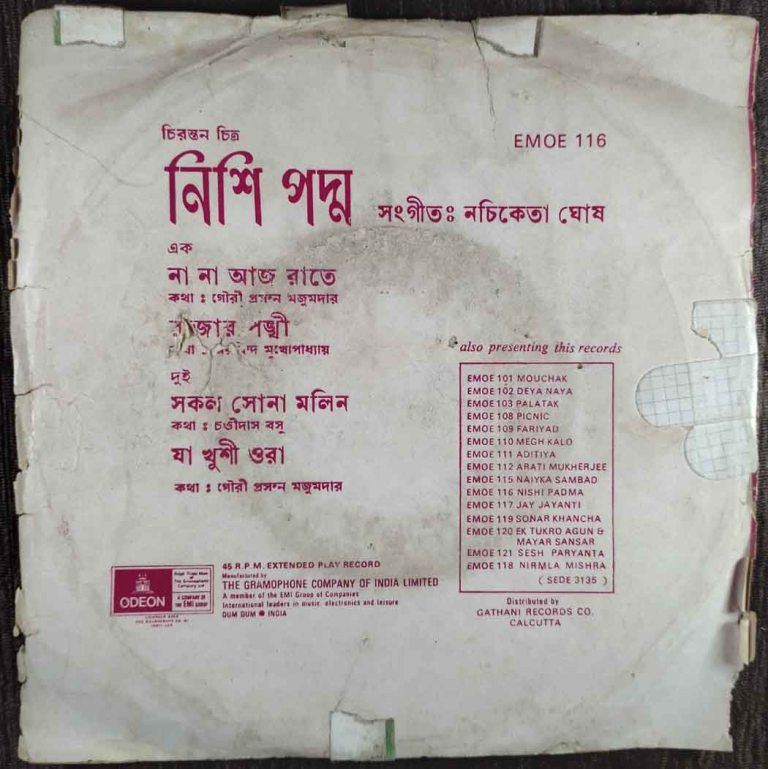 চিরন্তন চিত্র
EMOE 116
নিশি পদ্ম
সংগীতঃ নচিকেতা ঘোষ
এক
না না আজ রাতে
কথা : গৌরী প্রসন্ন মজুমদার
পঙ্খী
মুখোপাধ্যায়
দুই
সকল সোনা মলিন
কথা : চণ্ডীদাস বসু
যা খুশী ওরা
কথা : গৌরী প্রসন্ন মজুমদার
also presenting this records
EMOE 101 MOUCHAK
EMOE 102 DEYA NAYA
EMOE 103 PALATAK
EMOE 108 PICNIC
EMOE 109 FARIYAD
EMOE 110 MEGH KALO
EMOE 111 ADITIYA
EMOE 112 ARATI MUKHERJEE
EMOE 115 NAIYKA SAMBAD
EMOE 116 NISHI PADMA
EMOE 117 JAY JAYANTI
EMOE 119 SONAR KHANCHA
EMOE 120 EK TUKRO AGUN &
MAYAR SANSAR
EMOE 121 SESH PARYANTA
EMOE 118 NIRMLA MISHRA
( SEDE 3135 )
Distributed by
GATHANI RECORDS CO.
CALCUTTA
ODEON
A COMPANY OF
THE EMI GROUP
45 R.P.M. EXTENDED PLAY RECORD
Manufactured by
THE GRAMOPHONE COMPANY OF INDIA LIMITED
A member of the EMI Group of Companies
International leaders in music, electronics and leisure
DUM DUM ● INDIA